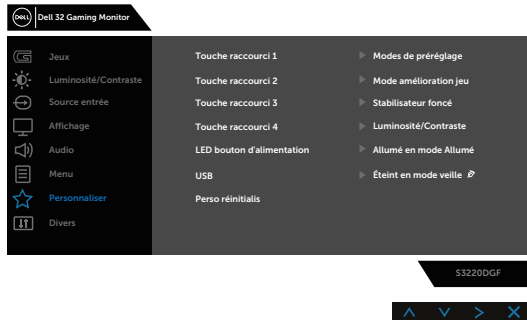 DELL Dell 32 Gaming Monitor
Jeux
Luminosité/Contraste
Source entrée
Affichage
Audio
Menu
Personnaliser
Divers
Touche raccourci 1 Modes de préréglage
Touche raccourci 2 Mode amélioration jeu
Touche raccourci 3 Stabilisateur foncé
Touche raccourci 4 Luminosité/Contraste
LED bouton d'alimentation Allumé en mode Allumé
USB Éteint en mode veille
Perso réinitialis
S3220DGF